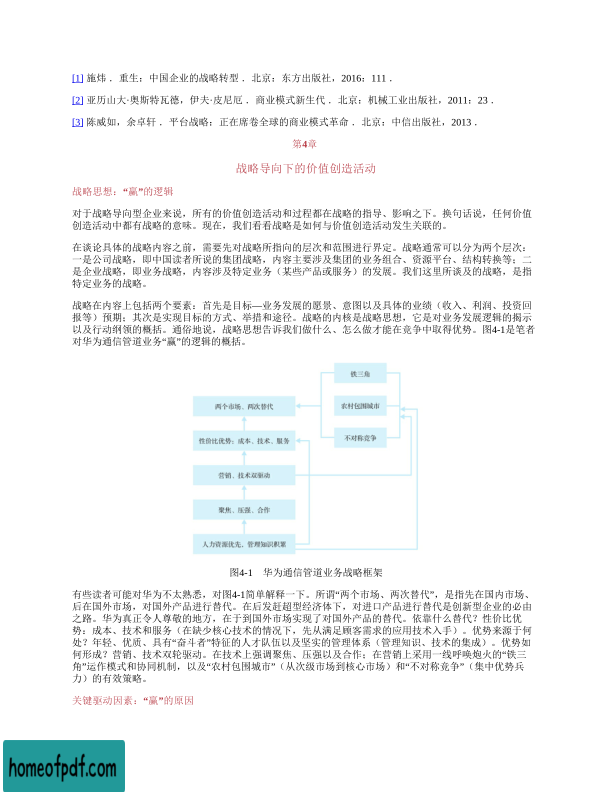 [1] 施炜．重生：中国企业的战略转型．北京：东方出版社，2016：111．
[2] 亚历山大·奥斯特瓦德，伊夫·皮尼厄．商业模式新生代．北京：机械工业出版社，2011：23．
[3] 陈威如，余卓轩．平台战略：正在席卷全球的商业模式革命．北京：中信出版社，2013．
第4章
战略导向下的价值创造活动
战略思想：“赢”的逻辑
对于战略导向型企业来说，所有的价值创造活动和过程都在战略的指导、影响之下。换句话说，任何价值
创造活动中都有战略的意味。现在，我们看看战略是如何与价值创造活动发生关联的。
在谈论具体的战略内容之前，需要先对战略所指向的层次和范围进行界定。战略通常可以分为两个层次：
一是公司战略，即中国读者所说的集团战略，内容主要涉及集团的业务组合、资源平台、结构转换等；二
是企业战略，即业务战略，内容涉及特定业务（某些产品或服务）的发展。我们这里所谈及的战略，是指
特定业务的战略。
战略在内容上包括两个要素：首先是目标—业务发展的愿景、意图以及具体的业绩（收入、利润、投资回
报等）预期；其次是实现目标的方式、举措和途径。战略的内核是战略思想，它是对业务发展逻辑的揭示
以及行动纲领的概括。通俗地说，战略思想告诉我们做什么、怎么做才能在竞争中取得优势。图4-1是笔者
对华为通信管道业务“赢”的逻辑的概括。
铁三角
两个市场、两次替代
农村包围城市
性价比优势：成本、技术、服务
不对称竞争
营销、技术双驱动
聚焦、压强、合作
人力资源优先、管理知识积累
图4-1 华为通信管道业务战略框架
有些读者可能对华为不太熟悉，对图4-1简单解释一下。所谓“两个市场、两次替代”，是指先在国内市场、
后在国外市场，对国外产品进行替代。在后发赶超型经济体下，对进口产品进行替代是创新型企业的必由
之路。华为真正令人尊敬的地方，在于到国外市场实现了对国外产品的替代。依靠什么替代？性价比优
势：成本、技术和服务（在缺少核心技术的情况下，先从满足顾客需求的应用技术入手）。优势来源于何
处？年轻、优质、具有“奋斗者”特征的人才队伍以及坚实的管理体系（管理知识、技术的集成）。优势如
何形成？营销、技术双轮驱动。在技术上强调聚焦、压强以及合作；在营销上采用一线呼唤炮火的“铁三
角”运作模式和协同机制，以及“农村包围城市”（从次级市场到核心市场）和“不对称竞争”（集中优势兵
力）的有效策略。
关键驱动因素：“赢”的原因
homeofpdf.com